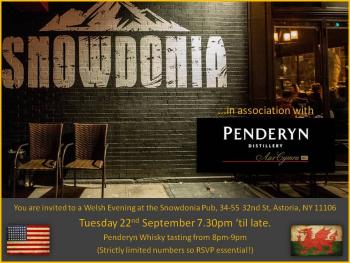 SNOWDONIA
...in association with
PENDERYN
DISTILLERY
Aur Cymru
You are invited to a Welsh Evening at the Snowdonia Pub, 34-55 32nd St, Astoria, NY 11106
Tuesday 22nd September 7.30pm 'til late.
Penderyn Whisky tasting from 8pm-9pm
(Strictly limited numbers so RSVP essential!)